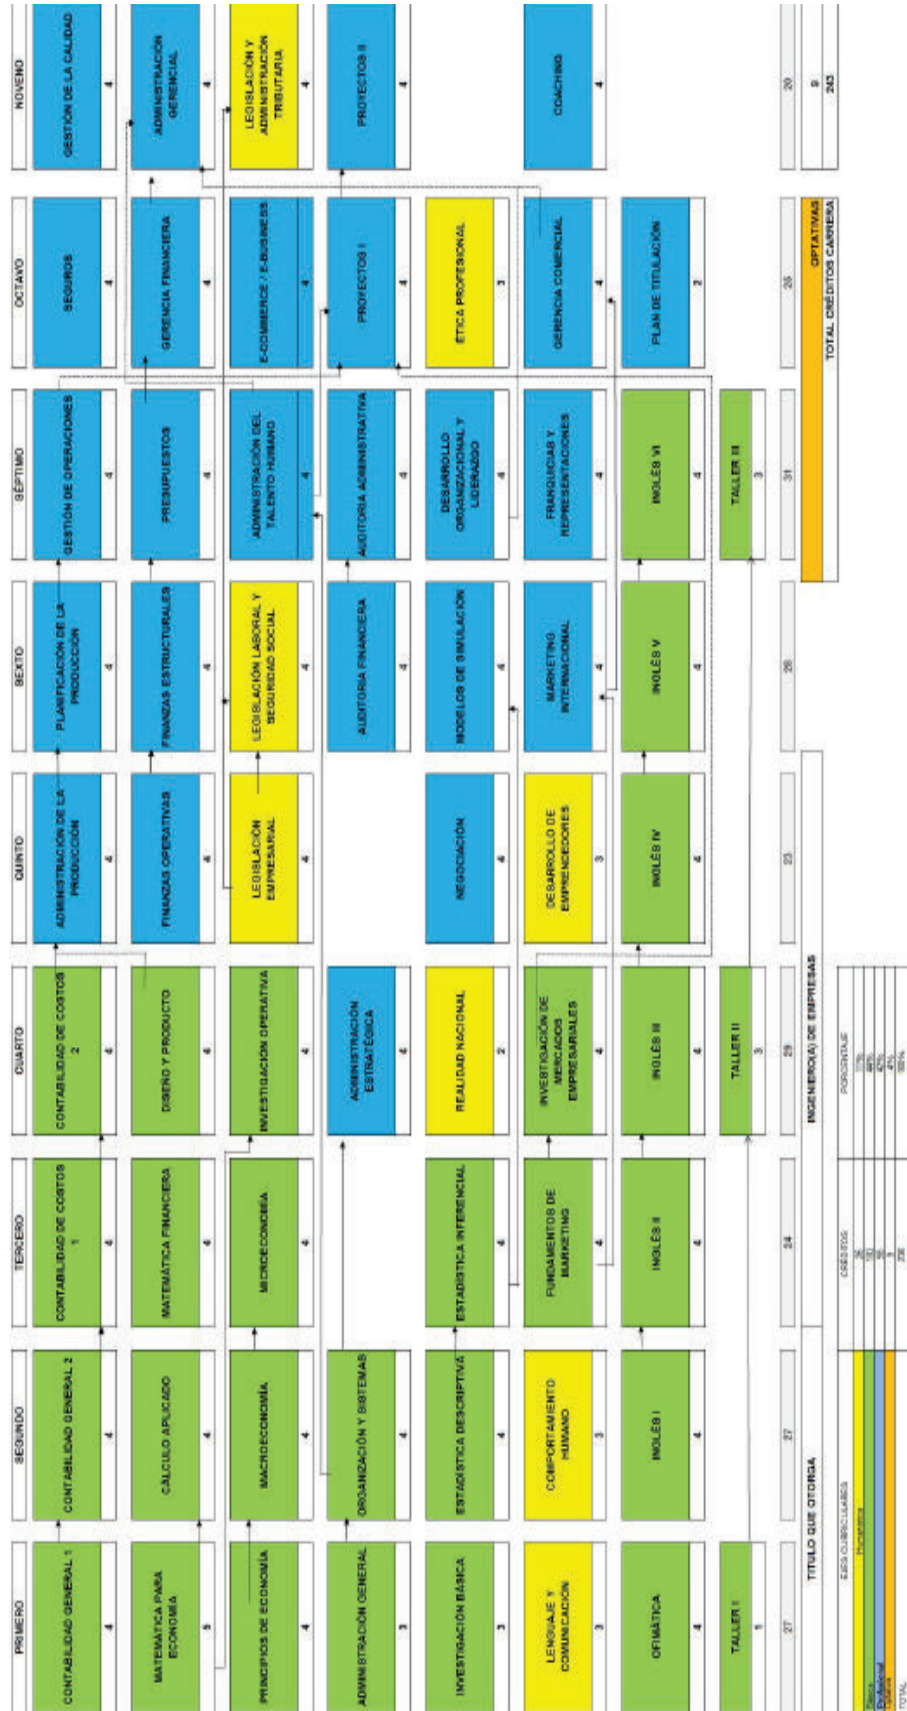 PRIMERO
CONTABILIDAD GENERAL 1
4
MATEMÁTICA PARA
ECONOMÍA
5
PRINCIPIOS DE ECONOMÍA
4
ADMINISTRACIÓN GENERAL
3
INVESTIGACIÓN BÁSICA
3
LENGUAJE Y
COMUNICACIÓN
3
OFIMÁTICA
4
TALLER I
27
SEGUNDO
CONTABILIDAD GENERAL 2
4
CÁLCULO APLICADO
4
MACROECONOMÍA
4
ORGANIZACIÓN Y SISTEMAS
4
ESTADÍSTICA DESCRIPTIVA
4
COMPORTAMIENTO
HUMANO
3
INGLÉS I
4
27
TERCERO
CONTABILIDAD DE COSTOS
1
4
MATEMÁTICA FINANCIERA
4
MICROECONOMÍA
4
ESTADÍSTICA INFERENCIAL
4
FUNDAMENTOS DE
MARKETING
4
INGLÉS II
4
24
CUARTO
CONTABILIDAD DE COSTOS
2
4
DISEÑO Y PRODUCTO
4
INVESTIGACIÓN OPERATIVA
4
ADMINISTRACIÓN
ESTRATÉGICA
4
REALIDAD NACIONAL
2
INVESTIGACIÓN DE
MERCADOS
EMPRESARIALES
4
INGLÉS III
4
TALLER II
3
29
QUINTO
ADMINISTRACIÓN DE LA
PRODUCCIÓN
4
FINANZAS OPERATIVAS
4
LEGISLACIÓN
EMPRESARIAL
4
NEGOCIACIÓN
4
DESARROLLO DE
EMPRENDEDORES
3
INGLÉS IV
4
23
SEXTO
PLANIFICACIÓN DE LA
PRODUCCIÓN
4
FINANZAS ESTRUCTURALES
4
LEGISLACIÓN LABORAL Y
SEGURIDAD SOCIAL
4
AUDITORIA FINANCIERA
4
MODELOS DE SIMULACIÓN
4
MARKETING
INTERNACIONAL
4
INGLÉS V
4
28
SÉPTIMO
GESTIÓN DE OPERACIONES
4
PRESUPUESTOS
4
ADMINISTRACIÓN DEL
TALENTO HUMANO
4
AUDITORIA ADMINISTRATIVA
4
DESARROLLO
ORGANIZACIONAL Y
LIDERAZGO
4
FRANQUICIAS Y
REPRESENTACIONES
4
INGLÉS VI
4
TALLER III
3
31
OCTAVO
SEGUROS
4
GERENCIA FINANCIERA
4
E-COMMERCE / E-BUSINESS
4
PROYECTOS I
4
ÉTICA PROFESIONAL
3
GERENCIA COMERCIAL
4
PLAN DE TITULACIÓN
2
NOVENO
GESTIÓN DE LA CALIDAD
4
ADMINISTRACIÓN
GERENCIAL
4
LEGISLACIÓN Y
ADMINISTRACIÓN
TRIBUTARIA
4
PROYECTOS II
4
COACHING
4
20
TITULO QUE OTORGA
INGENIERO(A) DE EMPRESAS
OPTATIVAS 9
TOTAL CRÉDITOS CARRERA 243
EJES CURRICULARES CRÉDITOS PORCENTAJE
Humanística
Básica
Profesional
Optativa 9 4%
TOTAL 100%